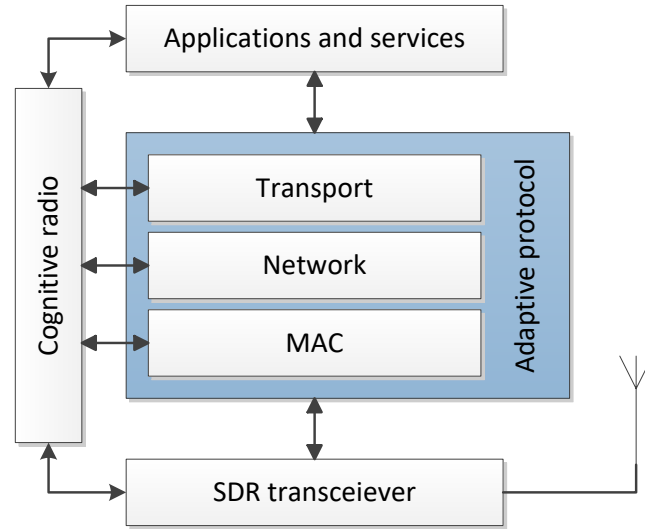 Applications and services
Cognitive radio
Transport
Network
MAC
Adaptive protocol
SDR transceiever